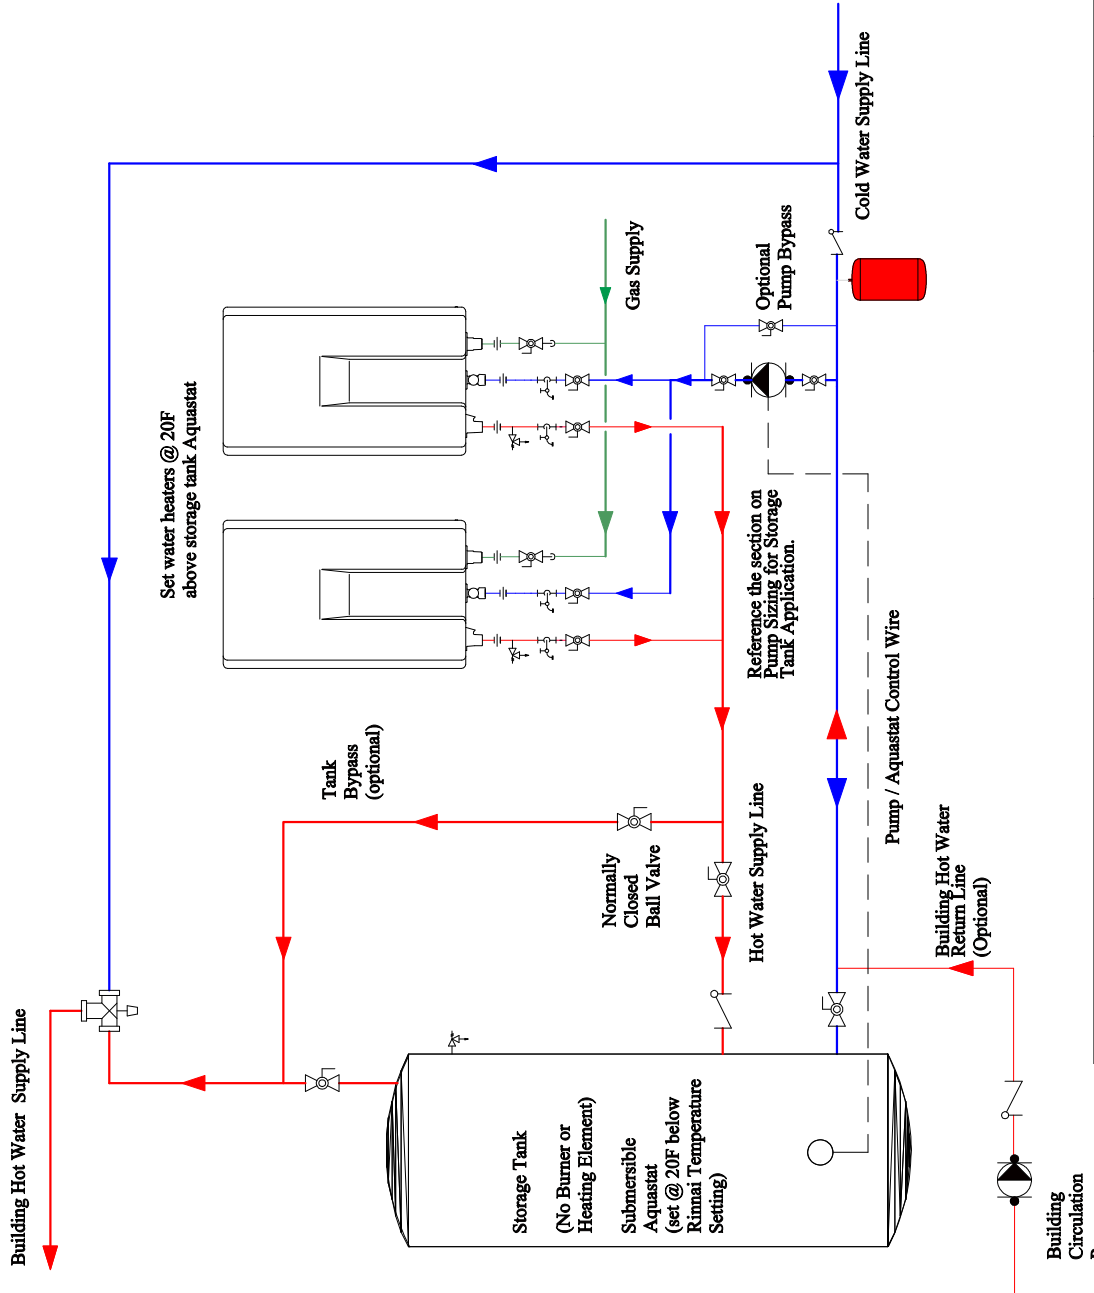 Building Hot Water  Supply Line
Set water heaters @ 20F
above storage tank Aquastat
Tank
Bypass
(optional)
Normally
Closed
Ball Valve
Gas Supply
Optional
Pump Bypass
Cold Water Supply Line
Reference the section on
Pump Sizing for Storage
Tank Application.
Hot Water Supply Line
Pump / Aquastat Control Wire
Building Hot Water
Return Line
(Optional)
Storage Tank
(No Burner or
Heating Element)
Submersible
Aquastat
(set @ 20F below
Rinnai Temperature
Setting)
Building
Circulation